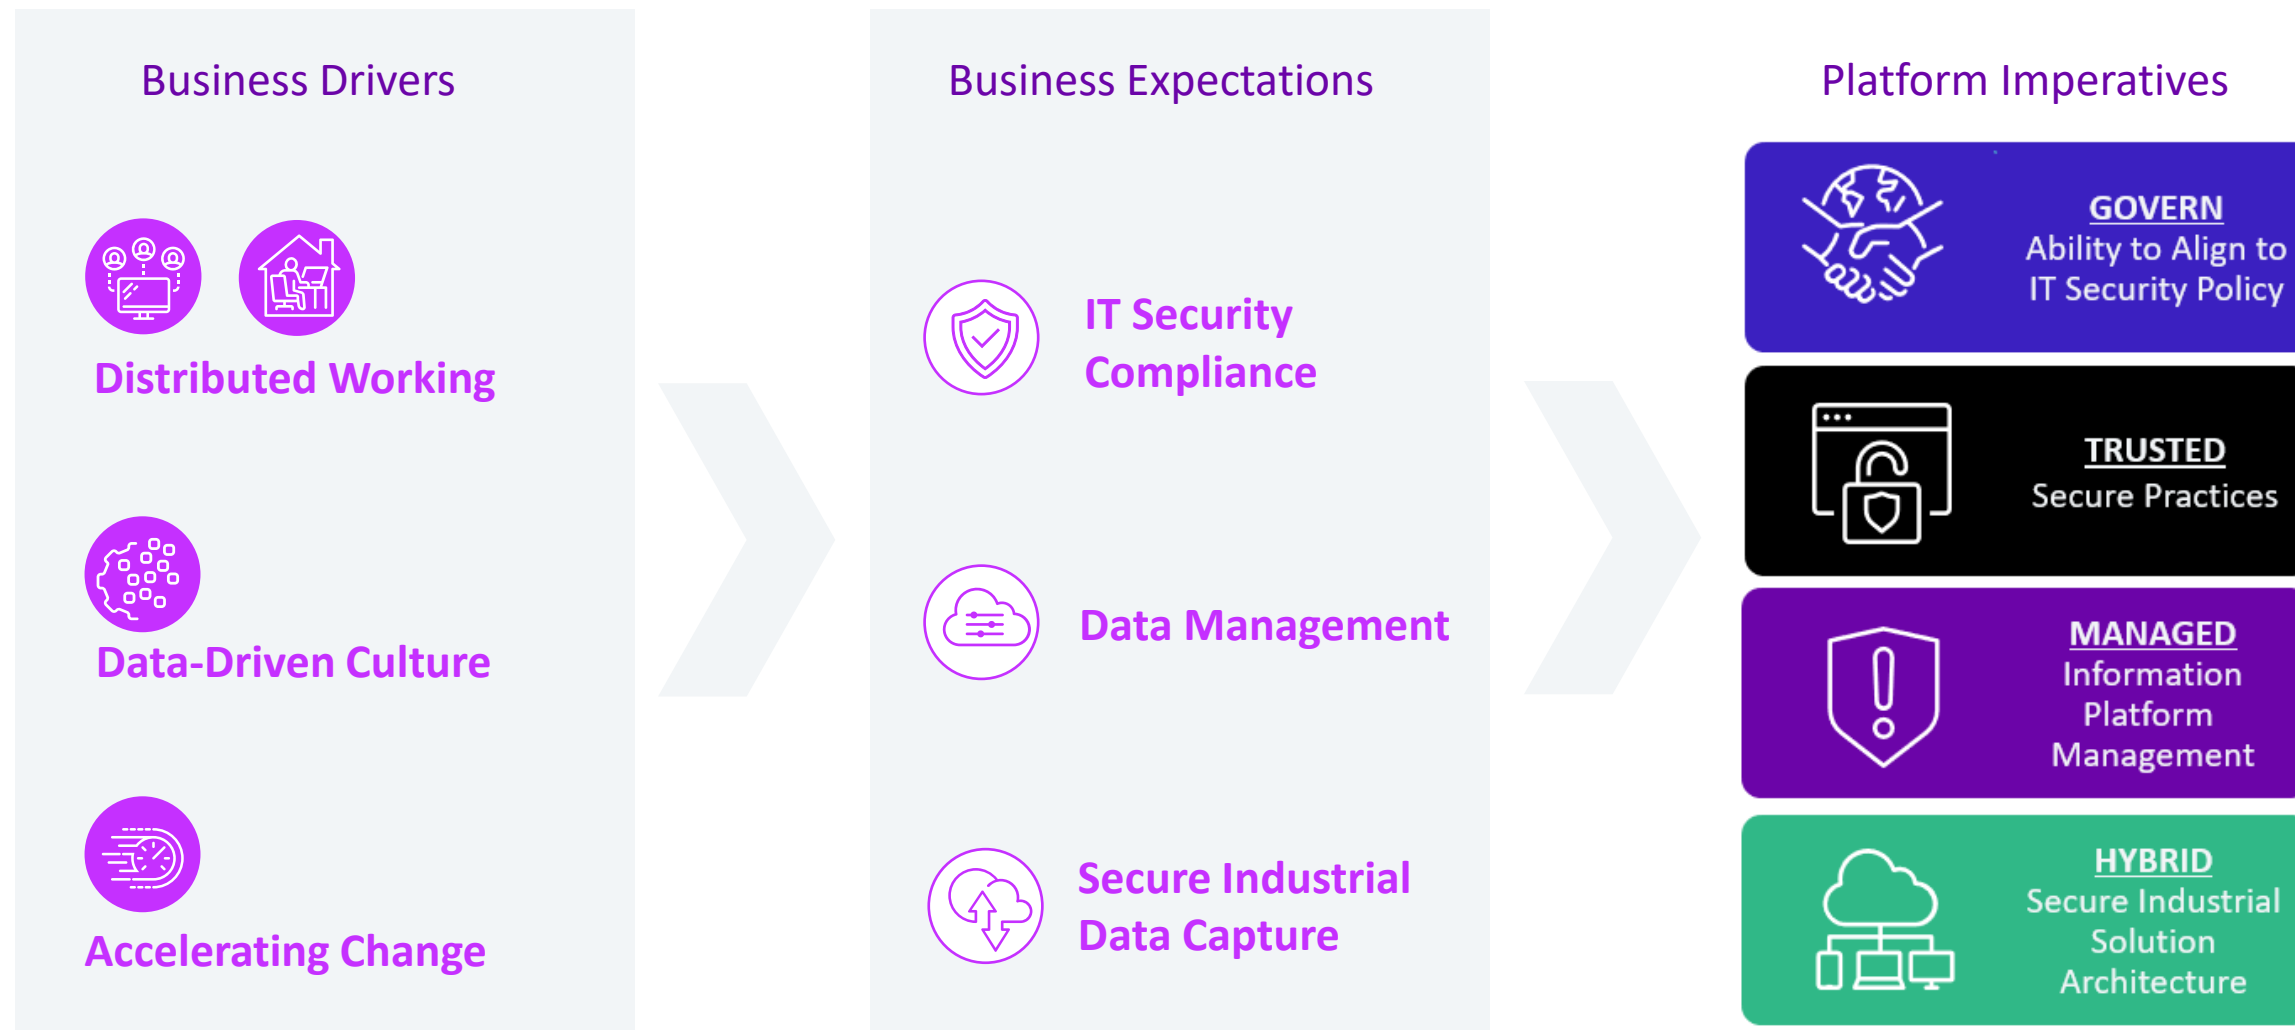 Business Drivers
Distributed Working
Data-Driven Culture
Accelerating Change
Business Expectations
IT Security
Compliance
Data Management
Secure Industrial
Data Capture
Platform Imperatives
GOVERN
Ability to Align to
IT Security Policy
TRUSTED
Secure Practices
MANAGED
Information
Platform
Management
HYBRID
Secure Industrial
Solution
Architecture